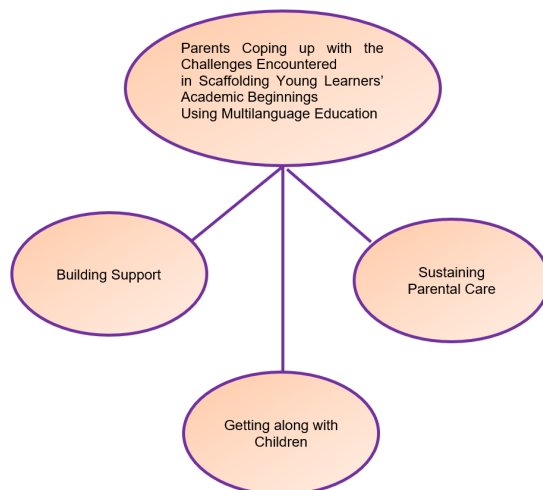 Parents Coping up with the
Challenges Encountered
in Scaffolding Young Learners’
Academic Beginnings
Using Multilanguage Education
Building Support
Sustaining
Parental Care
Getting along with
Children